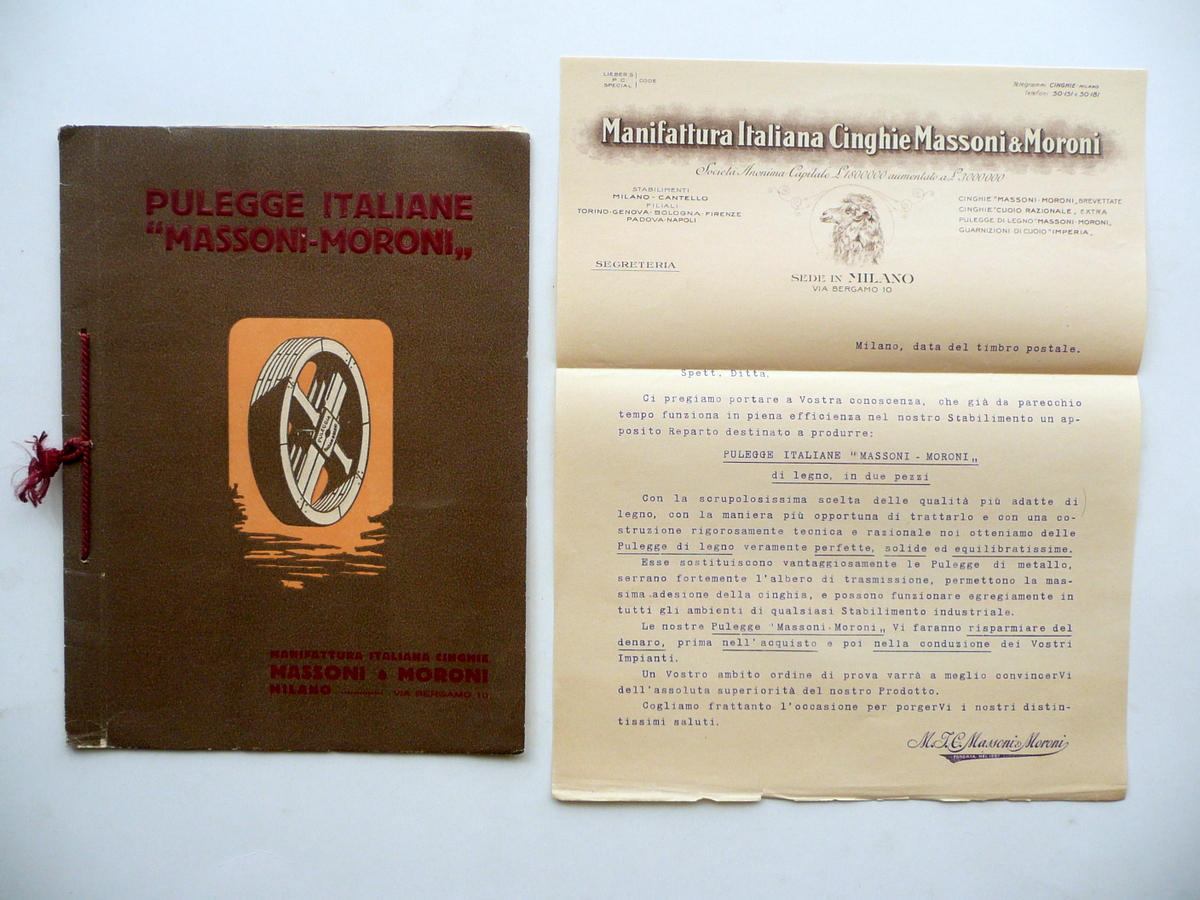 PULEGGE ITALIANE
"MASSONI-MORONI„
MANIFATTURA ITALIANA CINGHIE
MASSONI & MORONI
MILANO ............ VIA BERGAMO 10
LIEBER'S
P. C.
SPECIAL
CODE
Telegrammi CINGHIE-MILANO
Telefoni 30-151 e 30-181
Manifattura Italiana Cinghie Massoni & Moroni
Società Anonima Capitale L. 1800000 aumentato a L. 3000000
STABILIMENTI
MILANO - CANTELLO
FILIALI
TORINO-GENOVA-BOLOGNA-FIRENZE
PADOVA-NAPOLI
SEGRETERIA
SEDE IN MILANO
VIA BERGAMO 10
CINGHIE "MASSONI-MORONI„ BREVETTATE
CINGHIE "CUOIO RAZIONALE„ EXTRA
PULEGGE DI LEGNO "MASSONI-MORONI„
GUARNIZIONI DI CUOIO "IMPERIA„
Milano, data del timbro postale.
Spett. Ditta,
Ci pregiamo portare a Vostra conoscenza, che già da parecchio
tempo funziona in piena efficienza nel nostro Stabilimento un ap-
posito Reparto destinato a produrre:
PULEGGE ITALIANE "MASSONI - MORONI„
di legno, in due pezzi
Con la scrupolosissima scelta delle qualità più adatte di
legno, con la maniera più opportuna di trattarlo e con una co-
struzione rigorosamente tecnica e razionale noi otteniamo delle
Pulegge di legno veramente perfette, solide ed equilibratissime.
Esse sostituiscono vantaggiosamente le Pulegge di metallo,
serrano fortemente l'albero di trasmissione, permettono la mas-
sima adesione della cinghia, e possono funzionare egregiamente in
tutti gli ambienti di qualsiasi Stabilimento industriale.
Le nostre Pulegge "Massoni-Moroni„ Vi faranno risparmiare del
denaro, prima nell'acquisto e poi nella conduzione dei Vostri
Impianti.
Un Vostro ambito ordine di prova varrà a meglio convincerVi
dell'assoluta superiorità del nostro Prodotto.
Cogliamo frattanto l'occasione per porgerVi i nostri distin-
tissimi saluti.
M.I.C. Massoni & Moroni